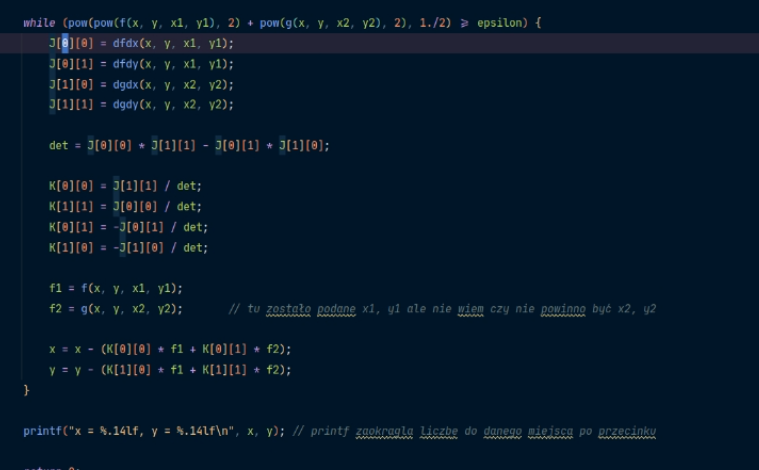 while (pow(pow(f(x, y, x1, y1), 2) + pow(g(x, y, x2, y2), 2), 1./2) ⩾ epsilon) {
J[0][0] = dfdx(x, y, x1, y1);
J[0][1] = dfdy(x, y, x1, y1);
J[1][0] = dgdx(x, y, x2, y2);
J[1][1] = dgdy(x, y, x2, y2);
det = J[0][0] * J[1][1] - J[0][1] * J[1][0];
K[0][0] = J[1][1] / det;
K[1][1] = J[0][0] / det;
K[0][1] = -J[0][1] / det;
K[1][0] = -J[1][0] / det;
f1 = f(x, y, x1, y1);
f2 = g(x, y, x2, y2); // tu zostało podane x1, y1 ale nie wiem czy nie powinno być x2, y2
x = x - (K[0][0] * f1 + K[0][1] * f2);
y = y - (K[1][0] * f1 + K[1][1] * f2);
}
printf("x = %.14lf, y = %.14lf\n", x, y); // printf zaokrągla liczbę do danego miejsca po przecinku